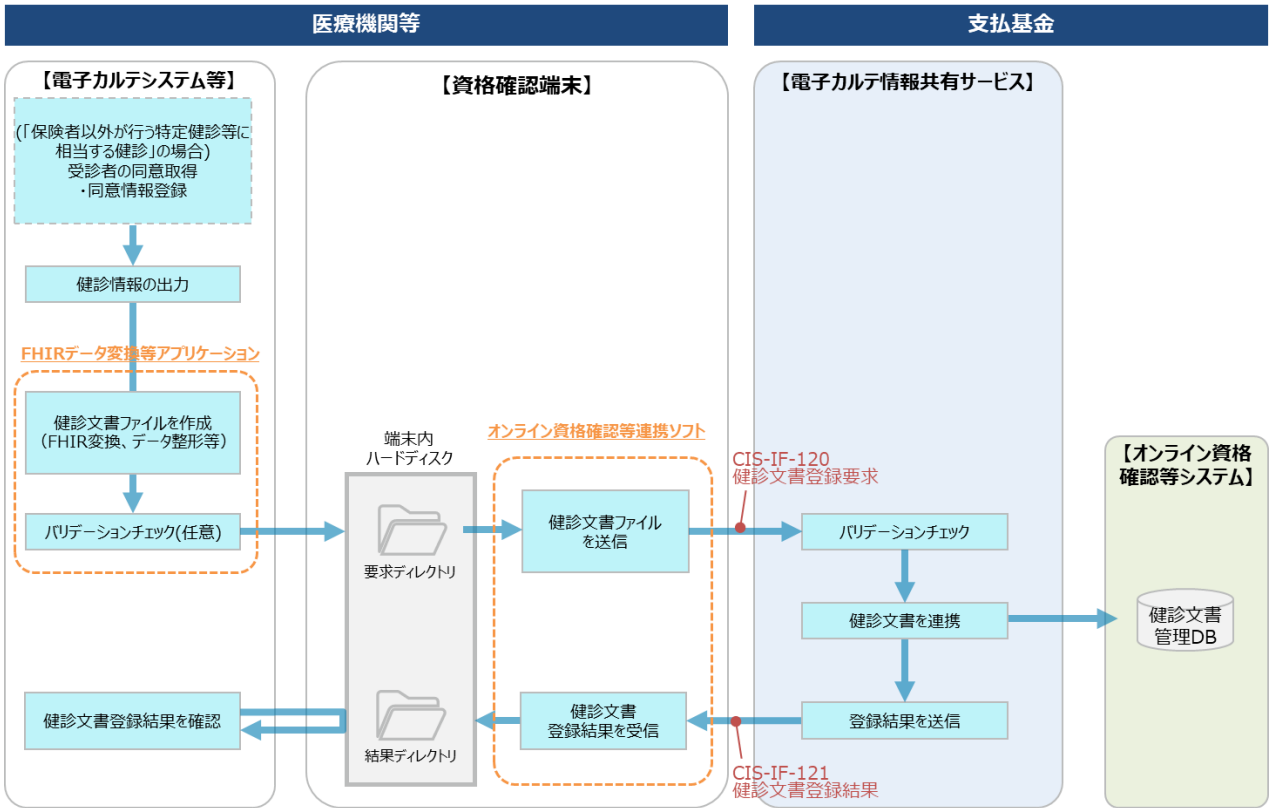 医療機関等
支払基金
【電子カルテシステム等】
【資格確認端末】
【電子カルテ情報共有サービス】
(「保険者以外が行う特定健診等に
相当する健診」の場合)
受診者の同意取得
・同意情報登録
健診情報の出力
FHIRデータ変換等アプリケーション
健診文書ファイルを作成
(FHIR変換、データ整形等)
バリデーションチェック(任意)
健診文書登録結果を確認
端末内
ハードディスク
要求ディレクトリ
結果ディレクトリ
オンライン資格確認等連携ソフト
健診文書ファイル
を送信
健診文書
登録結果を受信
CIS-IF-120
健診文書登録要求
バリデーションチェック
健診文書を連携
登録結果を送信
CIS-IF-121
健診文書登録結果
【オンライン資格
確認等システム】
健診文書
管理DB